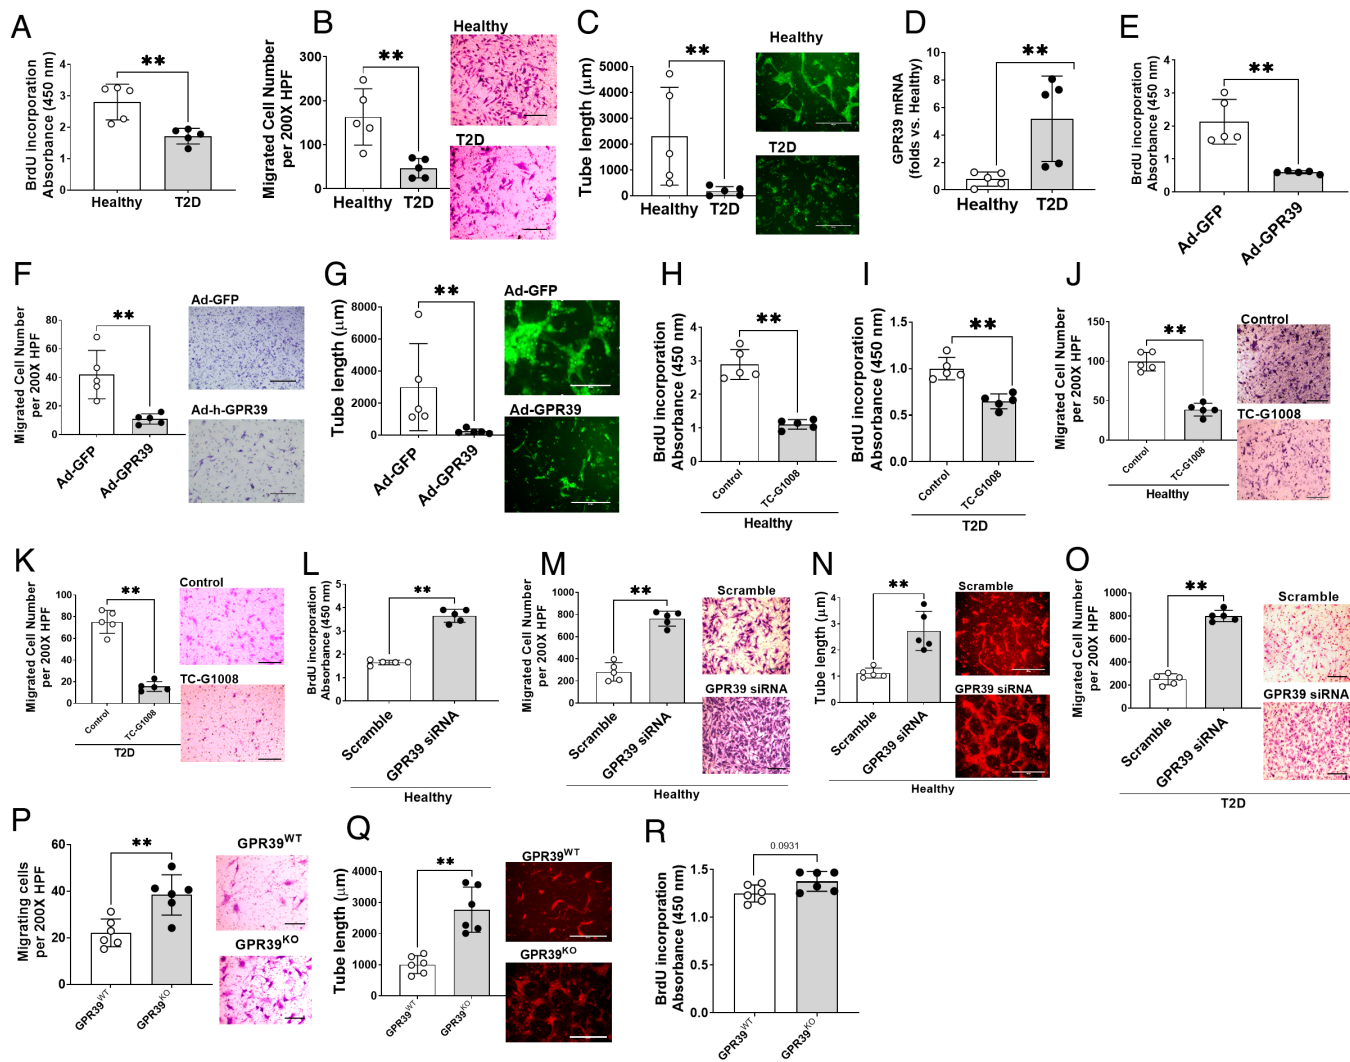 A
BrdU incorporation
Absorbance (450 nm)
4
3
2
1
0
**
Healthy
T2D
B
Migrated Cell Number
per 200X HPF
300
200
100
0
**
Healthy
T2D
Healthy
T2D
C
Tube length (µm)
5000
4000
3000
2000
1000
0
**
Healthy
T2D
Healthy
T2D
D
GPR39 mRNA
(folds vs. Healthy)
10
8
6
4
2
0
**
Healthy
T2D
E
BrdU incorporation
Absorbance (450 nm)
4
3
2
1
0
**
Ad-GFP
Ad-GPR39
F
Migrated Cell Number
per 200X HPF
80
60
40
20
0
**
Ad-GFP
Ad-GPR39
Ad-GFP
Ad-h-GPR39
G
Tube length (µm)
8000
6000
4000
2000
0
**
Ad-GFP
Ad-GPR39
Ad-GFP
Ad-GPR39
H
BrdU incorporation
Absorbance (450 nm)
4
3
2
1
0
**
Control
TC-G1008
Healthy
I
BrdU incorporation
Absorbance (450 nm)
1.5
1.0
0.5
0.0
**
Control
TC-G1008
T2D
J
Migrated Cell Number
per 200X HPF
150
100
50
0
**
Control
TC-G1008
Healthy
Control
TC-G1008
K
Migrated Cell Number
per 200X HPF
100
80
60
40
20
0
**
Control
TC-G1008
T2D
Control
TC-G1008
L
BrdU incorporation
Absorbance (450 nm)
5
4
3
2
1
0
**
Scramble
GPR39 siRNA
Healthy
M
Migrated Cell Number
per 200X HPF
1000
800
600
400
200
0
**
Scramble
GPR39 siRNA
Healthy
Scramble
GPR39 siRNA
N
Tube length (µm)
4
3
2
1
0
**
Scramble
GPR39 siRNA
Healthy
Scramble
GPR39 siRNA
O
Migrated Cell Number
per 200X HPF
1000
800
600
400
200
0
**
Scramble
GPR39 siRNA
T2D
Scramble
GPR39 siRNA
P
Migrating cells
per 200X HPF
60
40
20
0
**
GPR39WT
GPR39KO
GPR39WT
GPR39KO
Q
Tube length (µm)
4000
3000
2000
1000
0
**
GPR39WT
GPR39KO
GPR39WT
GPR39KO
R
BrdU incorporation
Absorbance (450 nm)
1.5
1.0
0.5
0.0
0.0931
GPR39WT
GPR39KO